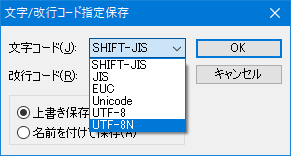 文字/改行コード指定保存
文字コード(J): SHIFT-JIS OK
SHIFT-JIS
JIS
EUC
Unicode
UTF-8
UTF-8N
改行コード(R): キャンセル
上書き保存
名前を付けて保存(A)